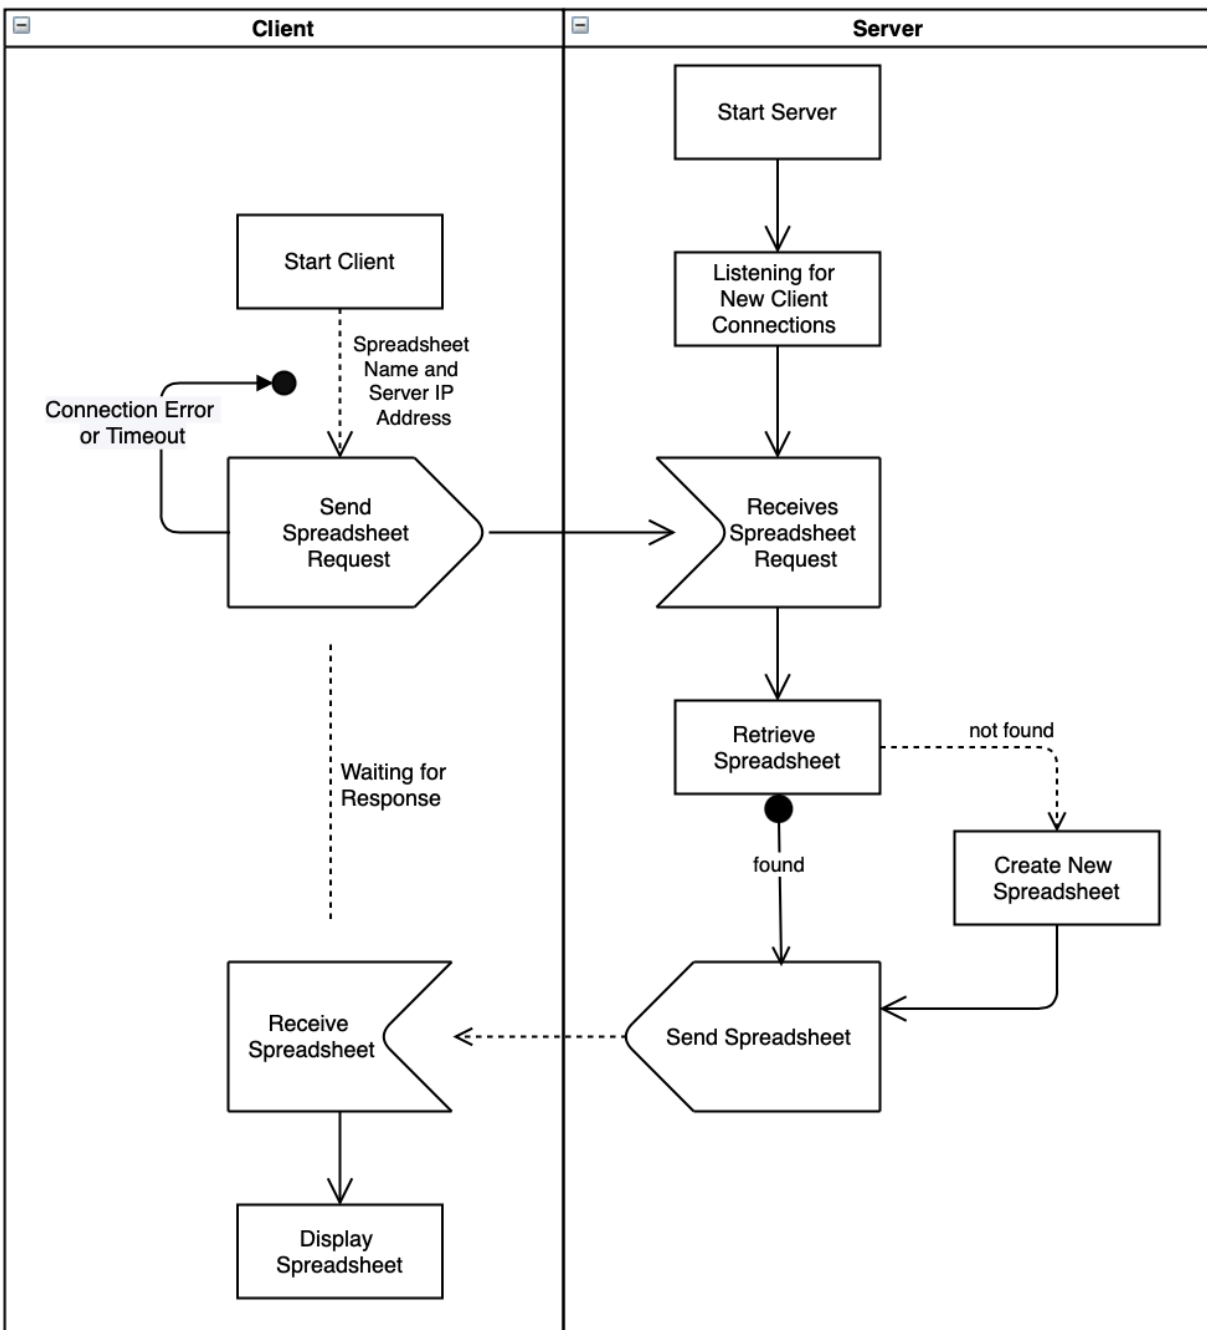 Client
Server
Start Server
Start Client
Listening for
New Client
Connections
Spreadsheet
Name and
Server IP
Address
Connection Error
or Timeout
Send
Spreadsheet
Request
Receives
Spreadsheet
Request
Retrieve
Spreadsheet
not found
Waiting for
Response
found
Create New
Spreadsheet
Receive
Spreadsheet
Send Spreadsheet
Display
Spreadsheet